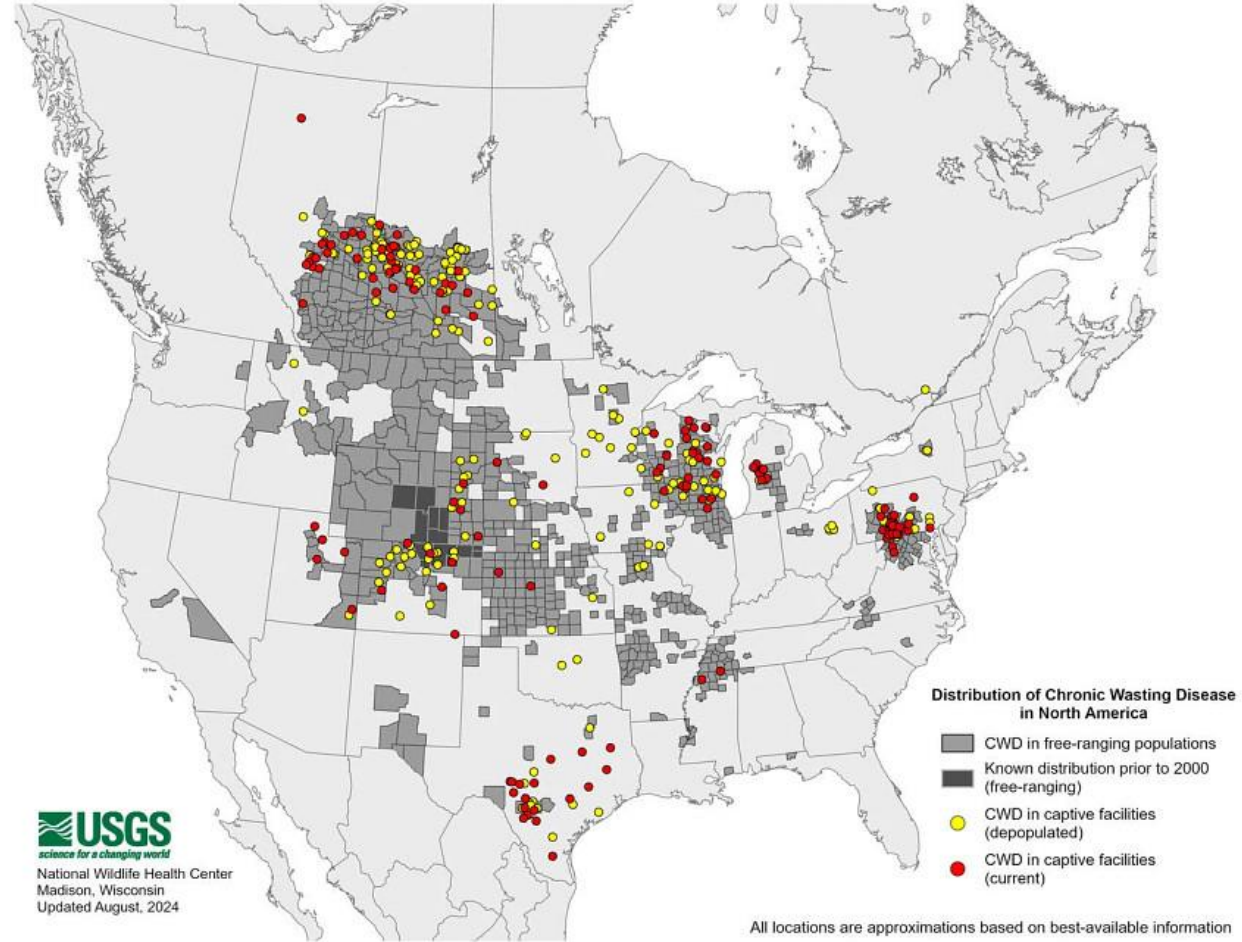 Distribution of Chronic Wasting Disease
in North America
CWD in free-ranging populations
Known distribution prior to 2000
(free-ranging)
CWD in captive facilities
(depopulated)
CWD in captive facilities
(current)
USGS
science for a changing world
National Wildlife Health Center
Madison, Wisconsin
Updated August, 2024
All locations are approximations based on best-available information